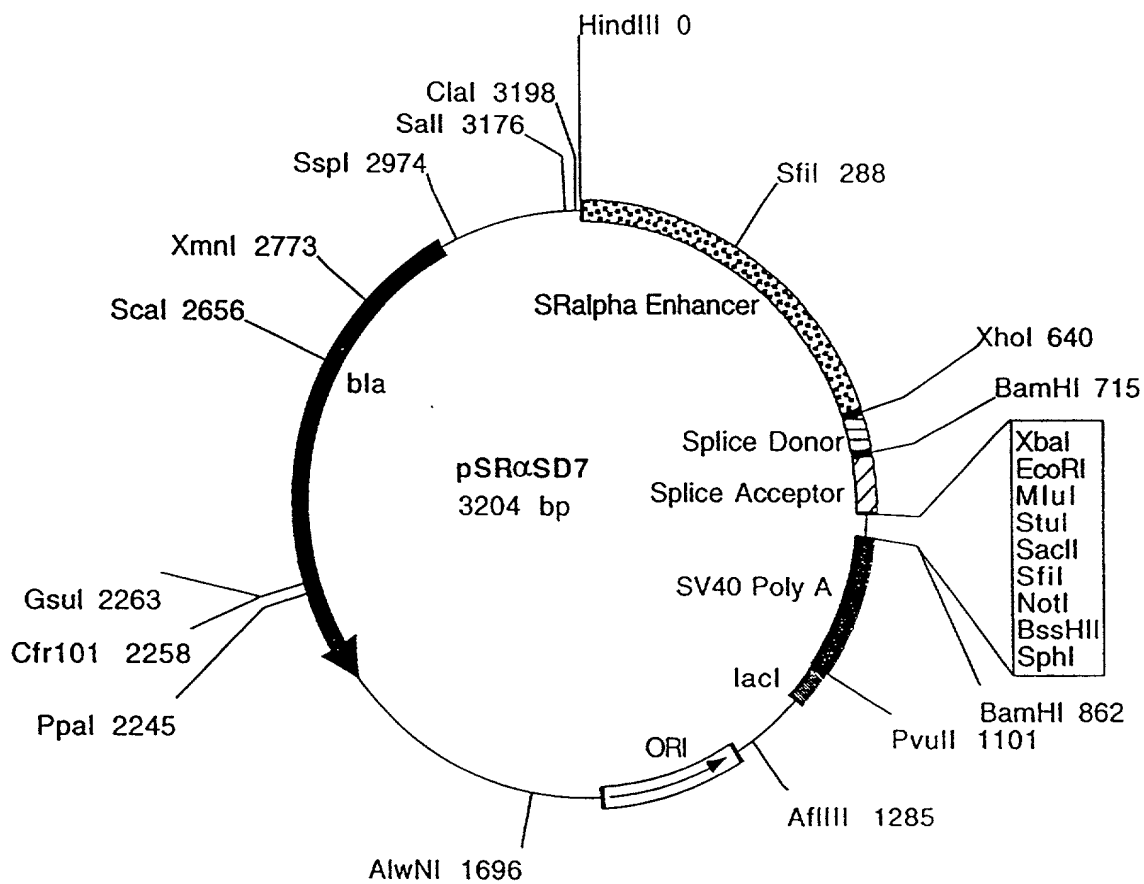 HindIII 0
ClaI 3198
SalI 3176
SspI 2974
SfiI 288
XmnI 2773
ScaI 2656
SRalpha Enhancer
XhoI 640
bla
BamHI 715
Splice Donor
XbaI
pSRαSD7
EcoRI
Splice Acceptor
MluI
3204 bp
StuI
SacII
SfiI
SV40 Poly A
NotI
GsuI 2263
BssHII
Cfr101 2258
SphI
lacI
PpaI 2245
BamHI 862
PvuII 1101
ORI
AflIII 1285
AlwNI 1696